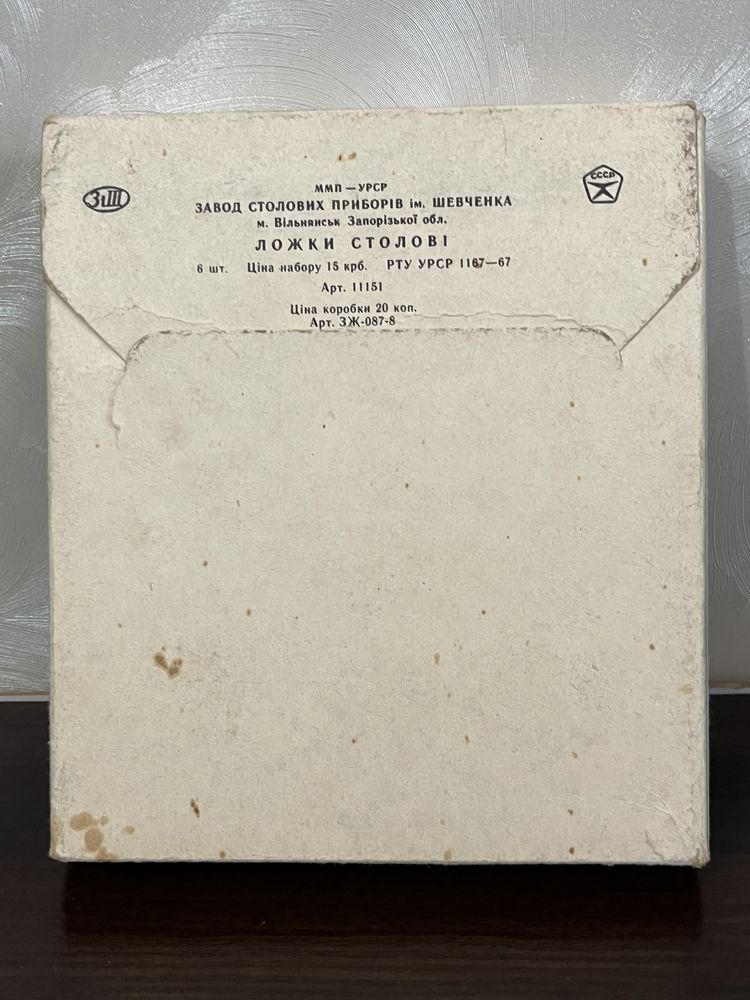 ЗіШ
СССР
ММП — УРСР
ЗАВОД СТОЛОВИХ ПРИБОРІВ ім. ШЕВЧЕНКА
м. Вільнянськ Запорізької обл.
ЛОЖКИ СТОЛОВІ
6 шт. Ціна набору 15 крб. РТУ УРСР 1167—67
Арт. 11151
Ціна коробки 20 коп.
Арт. ЗЖ-087-8